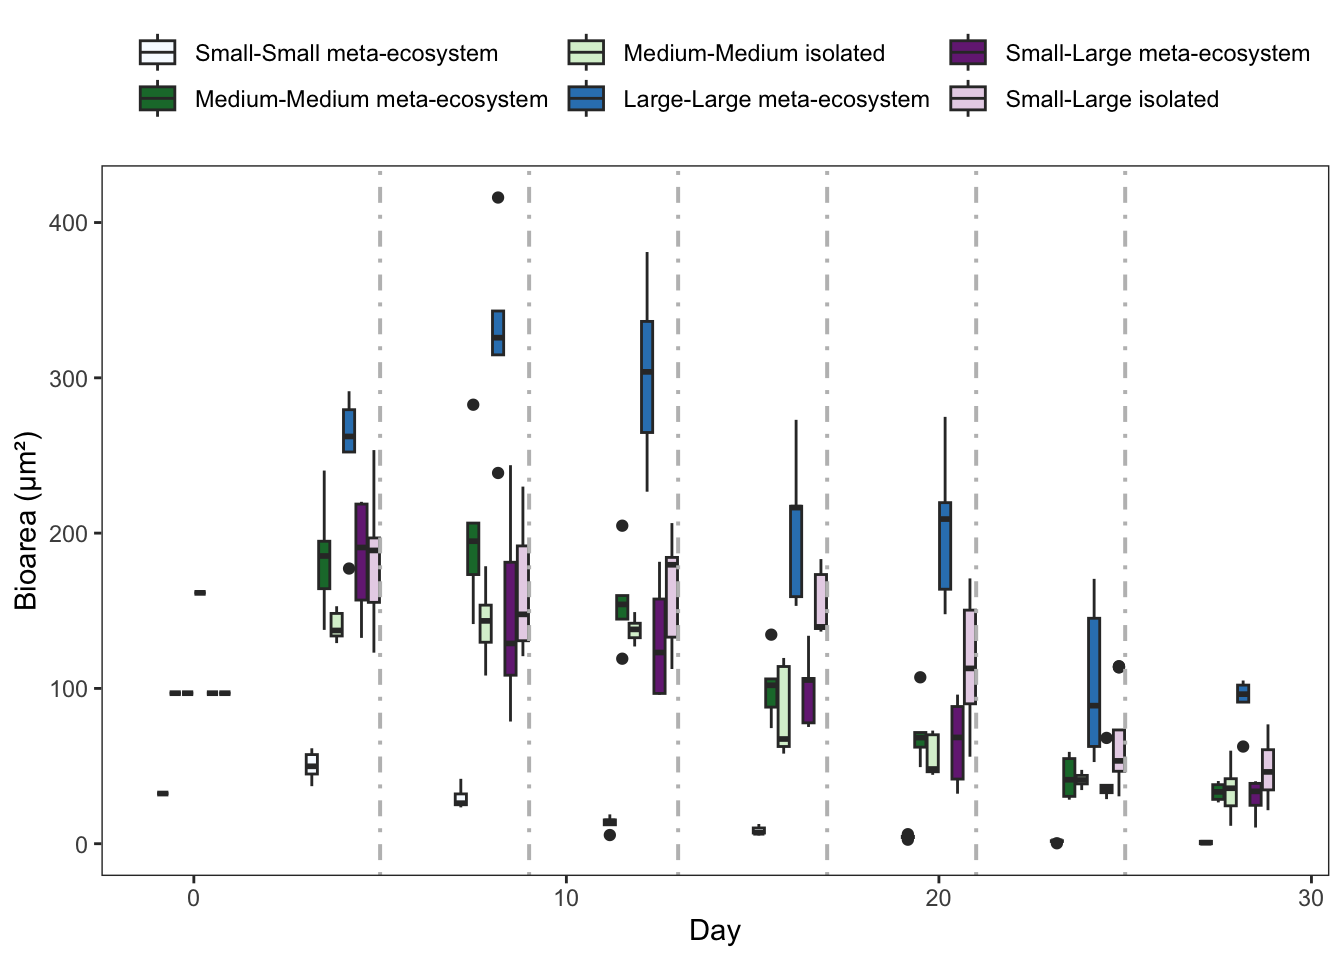 Small-Small meta-ecosystem Medium-Medium isolated Small-Large meta-ecosystem
Medium-Medium meta-ecosystem Large-Large meta-ecosystem Small-Large isolated
400
300
200
100
0
Bioarea (µm²)
0 10 20 30
Day